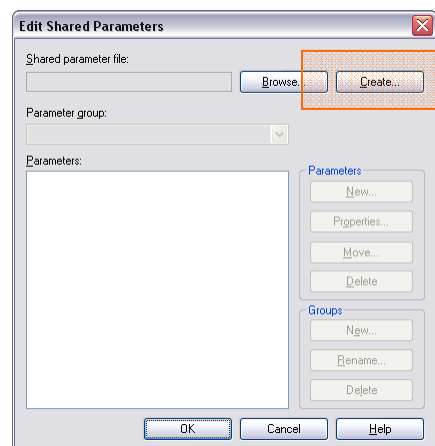 Edit Shared Parameters
Shared parameter file:
Browse... Create...
Parameter group:
Parameters:
Parameters
New...
Properties...
Move...
Delete
Groups
New...
Rename...
Delete
OK Cancel Help